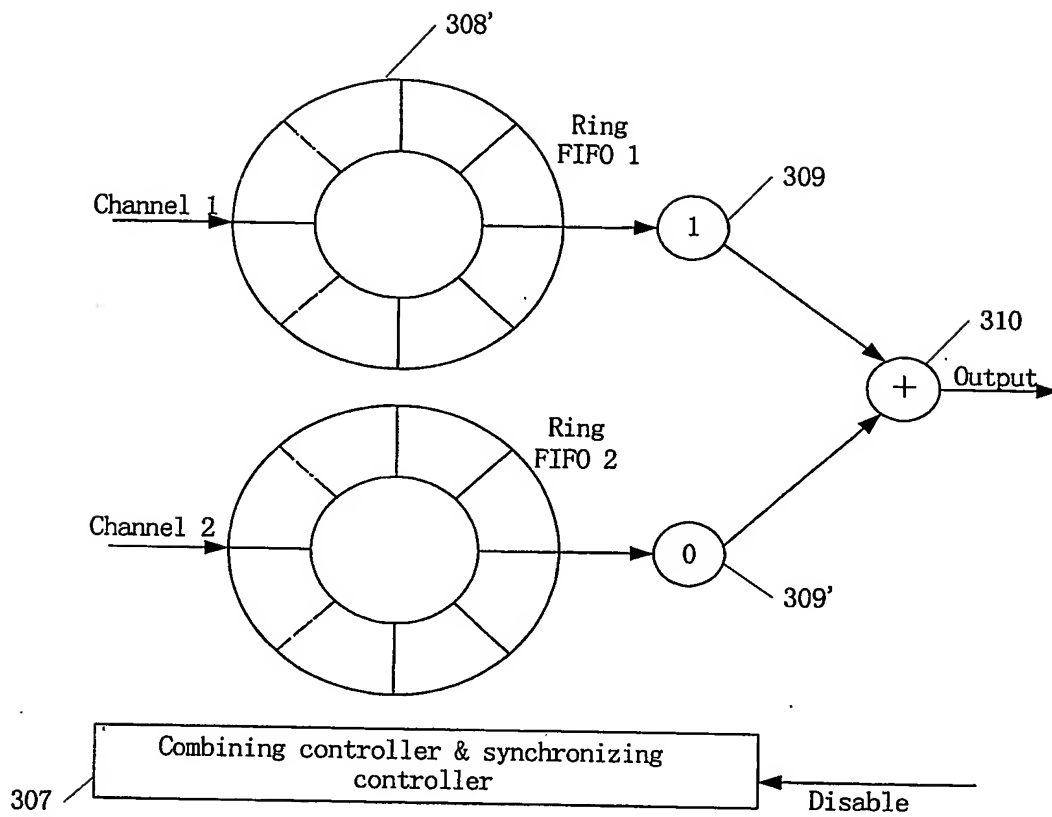 308'
Ring
FIFO 1
Channel 1
309
1
310
+
Output
Ring
FIFO 2
Channel 2
0
309'
Combining controller & synchronizing
controller
307
Disable